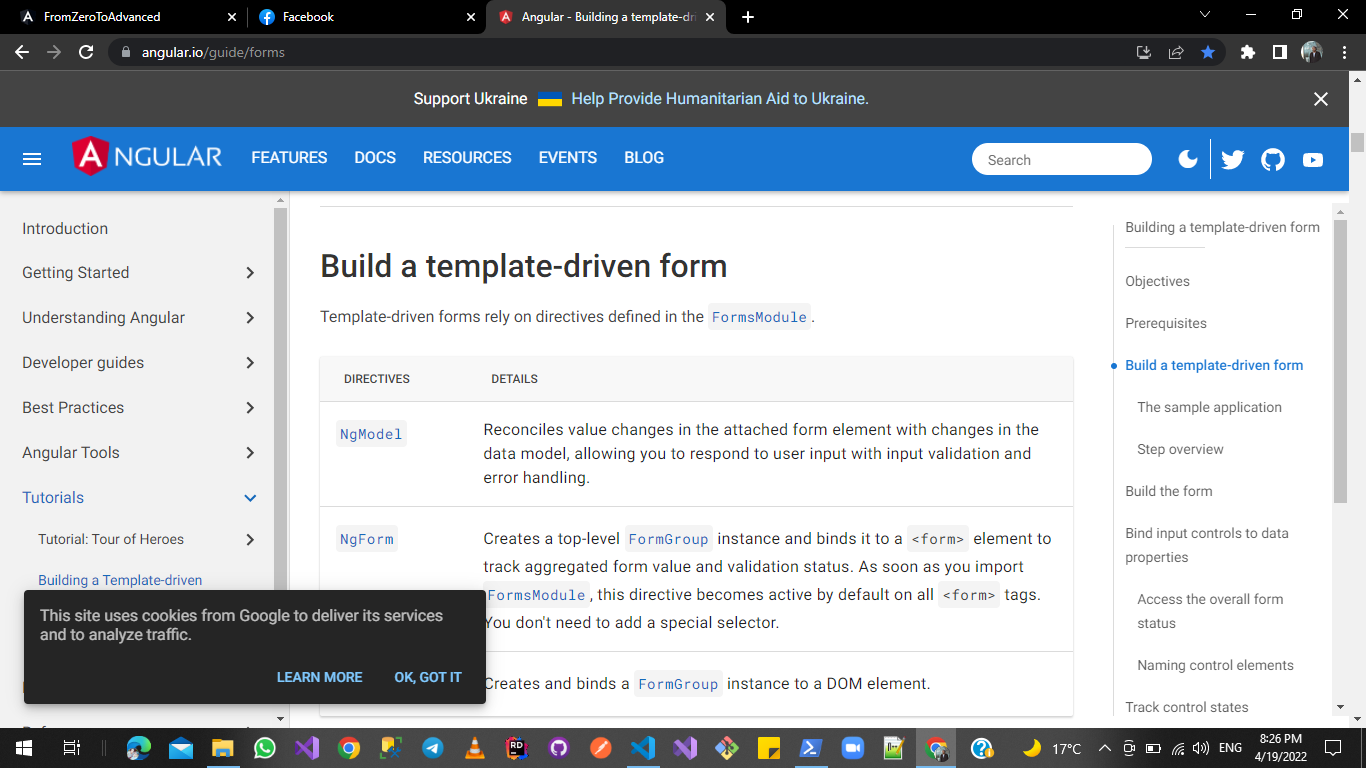 FromZeroToAdvanced
Facebook
Angular - Building a template-dri
angular.io/guide/forms
Support Ukraine Help Provide Humanitarian Aid to Ukraine.
ANGULAR FEATURES DOCS RESOURCES EVENTS BLOG Search
Introduction
Getting Started
Understanding Angular
Developer guides
Best Practices
Angular Tools
Tutorials
Tutorial: Tour of Heroes
Building a Template-driven
This site uses cookies from Google to deliver its services
and to analyze traffic.
LEARN MORE OK, GOT IT
Build a template-driven form
Template-driven forms rely on directives defined in the FormsModule.
DIRECTIVES DETAILS
NgModel
Reconciles value changes in the attached form element with changes in the
data model, allowing you to respond to user input with input validation and
error handling.
NgForm
Creates a top-level FormGroup instance and binds it to a <form> element to
track aggregated form value and validation status. As soon as you import
FormsModule, this directive becomes active by default on all <form> tags.
You don't need to add a special selector.
Creates and binds a FormGroup instance to a DOM element.
Building a template-driven form
Objectives
Prerequisites
Build a template-driven form
The sample application
Step overview
Build the form
Bind input controls to data
properties
Access the overall form
status
Naming control elements
Track control states
RD
17°C
ENG
8:26 PM
4/19/2022